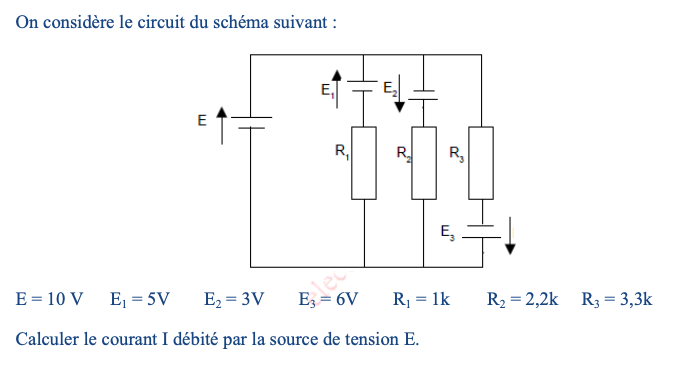 On considère le circuit du schéma suivant :
E₁
E₂
E
R₁
R₂
R₃
E₃
elec
E = 10 V E₁ = 5V E₂ = 3V E₃ = 6V R₁ = 1k R₂ = 2,2k R₃ = 3,3k
Calculer le courant I débité par la source de tension E.